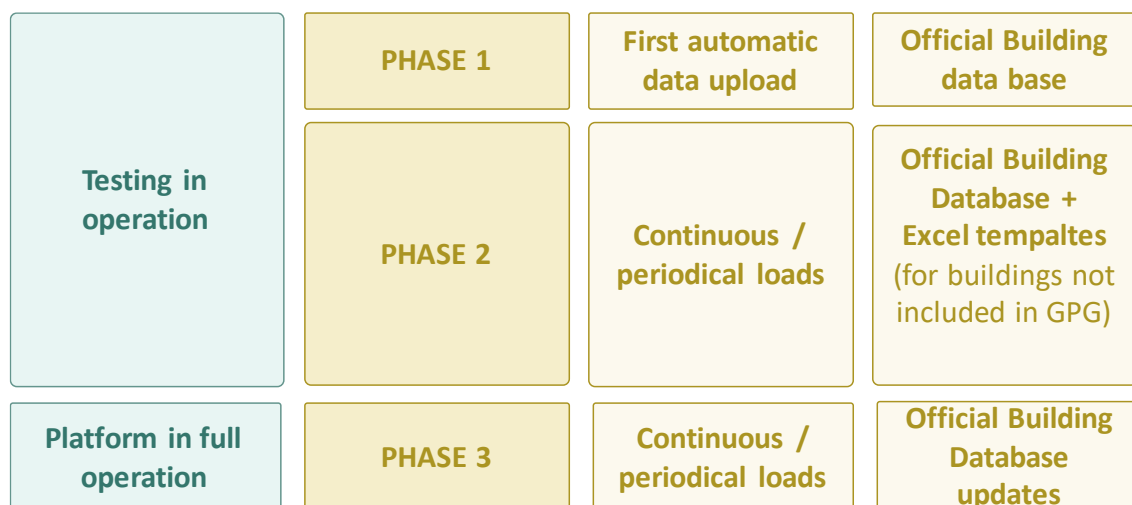 Testing in
operation
PHASE 1
First automatic
data upload
Official Building
data base
PHASE 2
Continuous /
periodical loads
Official Building
Database +
Excel tempaltes
(for buildings not
included in GPG)
Platform in full
operation
PHASE 3
Continuous /
periodical loads
Official Building
Database
updates